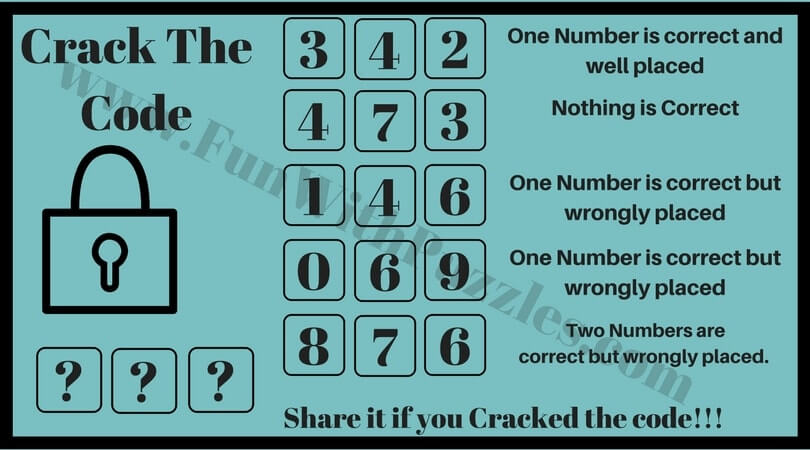 Crack The
Code
3 4 2
One Number is correct and
well placed
4 7 3
Nothing is Correct
1 4 6
One Number is correct but
wrongly placed
0 6 9
One Number is correct but
wrongly placed
8 7 6
Two Numbers are
correct but wrongly placed.
? ? ?
Share it if you Cracked the code!!!
www.FunWithPuzzles.com